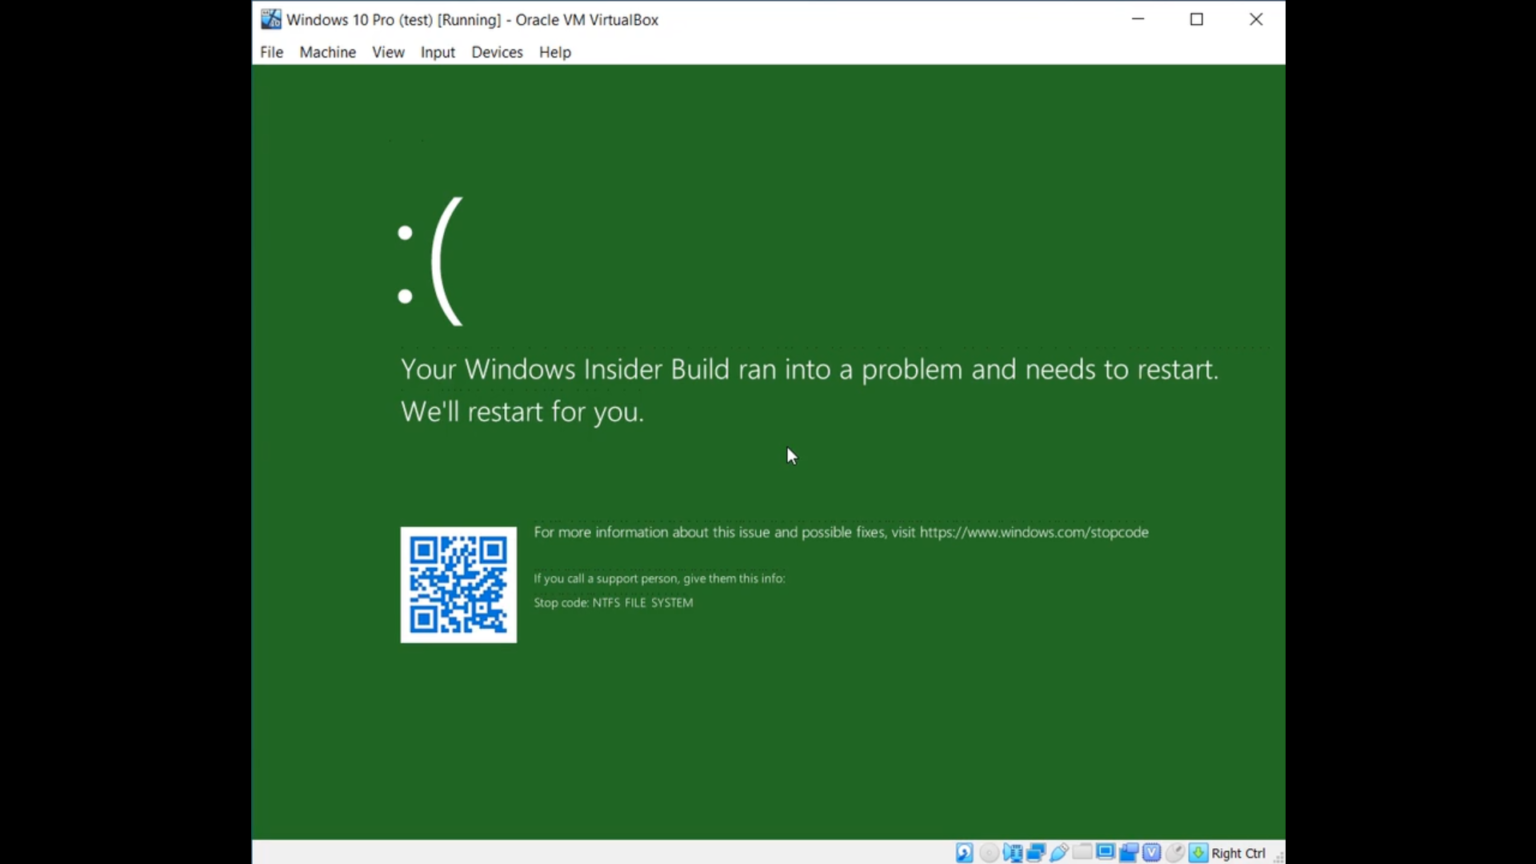 Windows 10 Pro (test) [Running] - Oracle VM VirtualBox
File Machine View Input Devices Help
:(
Your Windows Insider Build ran into a problem and needs to restart.
We'll restart for you.
For more information about this issue and possible fixes, visit https://www.windows.com/stopcode
If you call a support person, give them this info:
Stop code: NTFS FILE SYSTEM
Right Ctrl